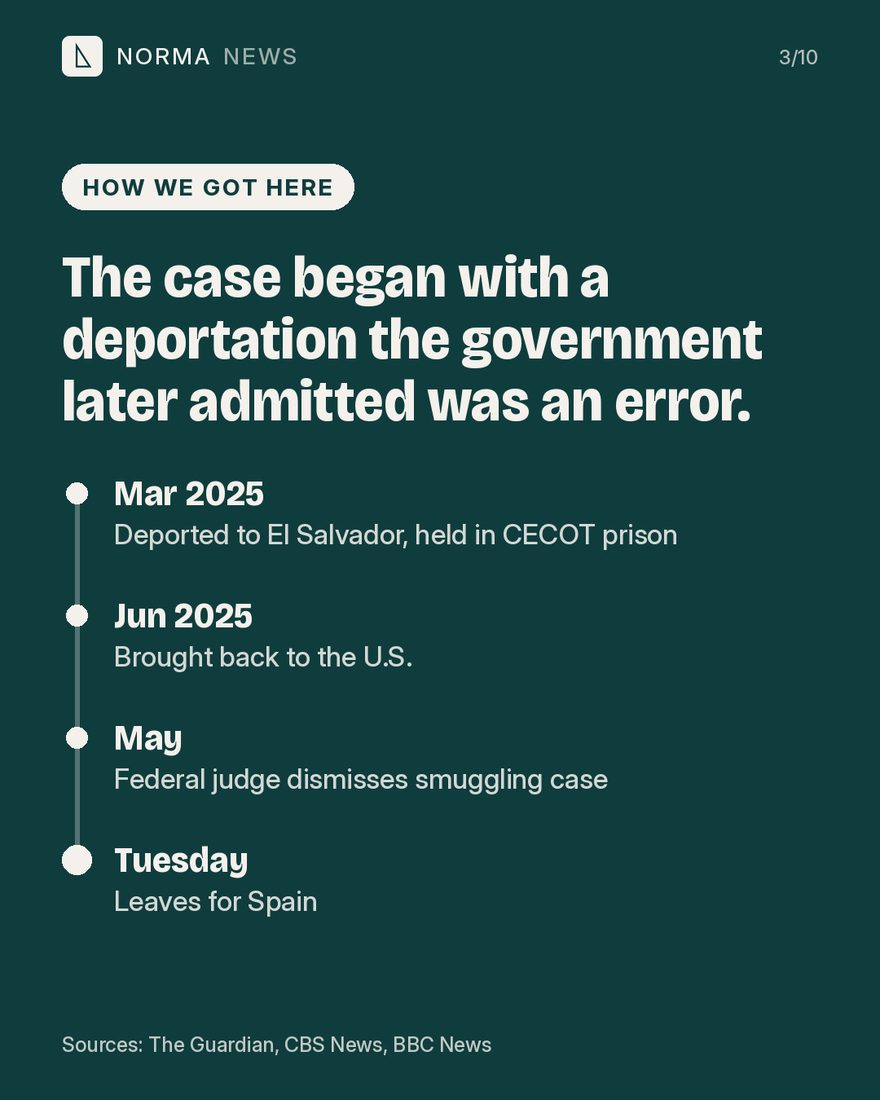 NORMA NEWS
3/10
HOW WE GOT HERE
The case began with a
deportation the government
later admitted was an error.
Mar 2025
Deported to El Salvador, held in CECOT prison
Jun 2025
Brought back to the U.S.
May
Federal judge dismisses smuggling case
Tuesday
Leaves for Spain
Sources: The Guardian, CBS News, BBC News